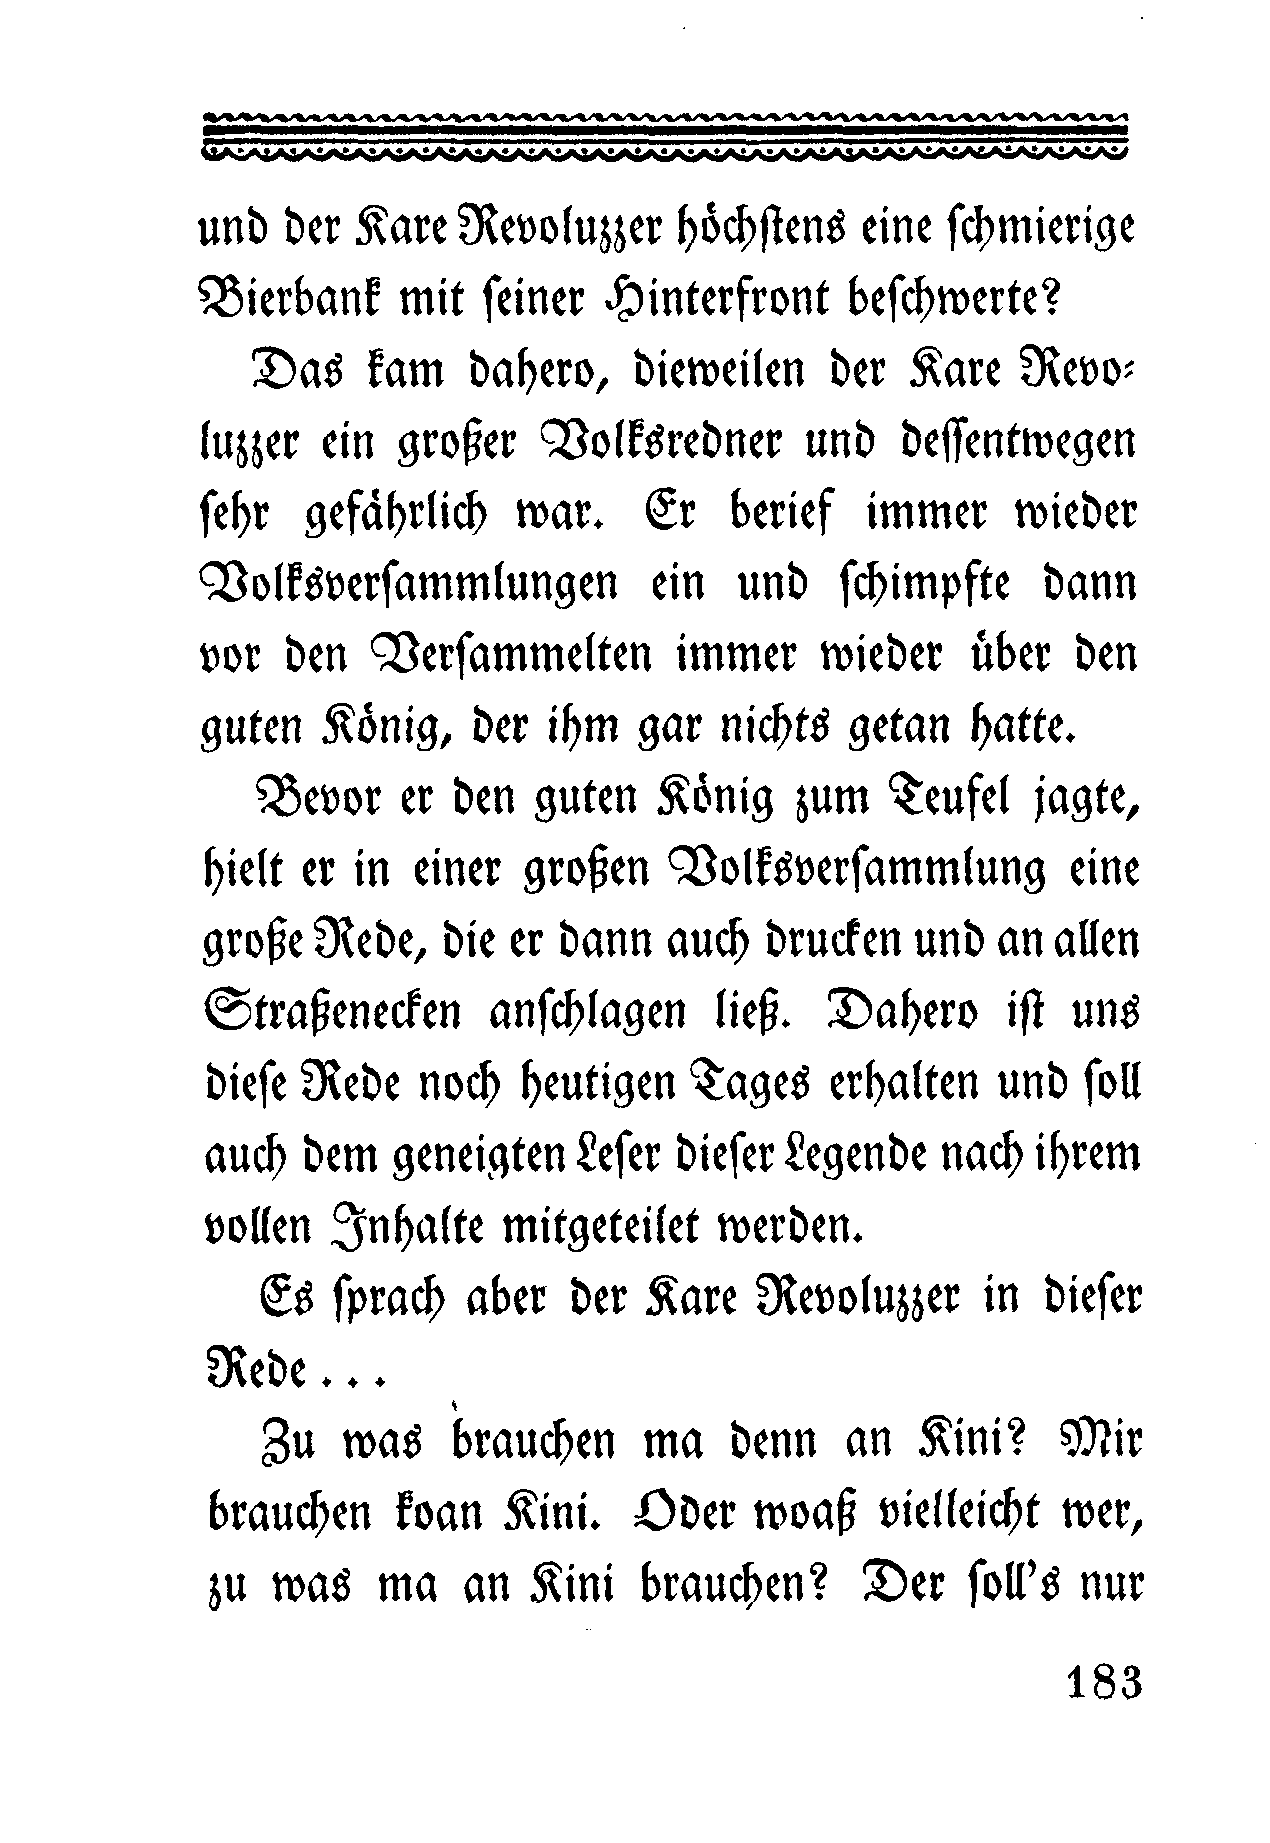 und der Kare Revoluzzer höchſtens eine ſchmierige
Bierbank mit ſeiner Hinterfront beſchwerte?
Das kam dahero, dieweilen der Kare Revo⸗
luzzer ein großer Volksredner und deſſentwegen
ſehr gefährlich war. Er berief immer wieder
Volksverſammlungen ein und ſchimpfte dann
vor den Verſammelten immer wieder über den
guten König, der ihm gar nichts getan hatte.
Bevor er den guten König zum Teufel jagte,
hielt er in einer großen Volksverſammlung eine
große Rede, die er dann auch drucken und an allen
Straßenecken anſchlagen ließ. Dahero iſt uns
dieſe Rede noch heutigen Tages erhalten und ſoll
auch dem geneigten Leſer dieſer Legende nach ihrem
vollen Inhalte mitgeteilet werden.
Es ſprach aber der Kare Revoluzzer in dieſer
Rede . . .
Zu was brauchen ma denn an Kini? Mir
brauchen koan Kini. Oder woaß vielleicht wer,
zu was ma an Kini brauchen? Der ſoll's nur
183